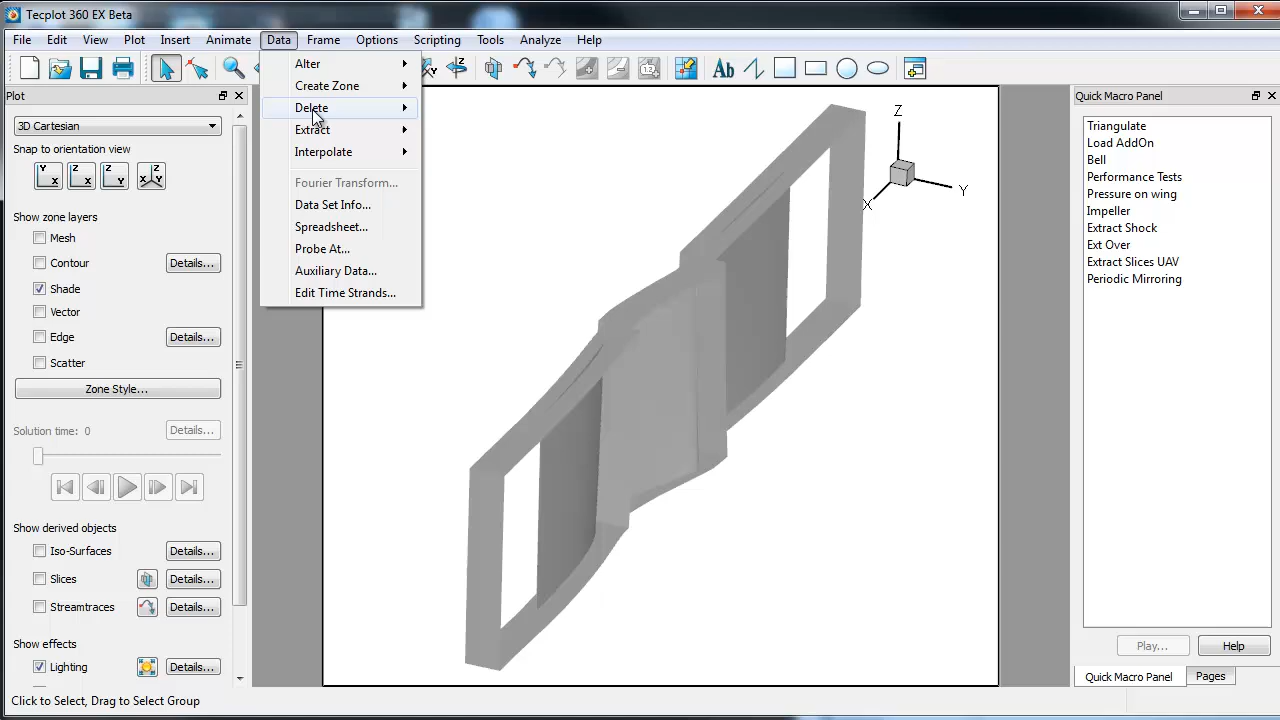 Tecplot 360 EX Beta
File Edit View Plot Insert Animate Data Frame Options Scripting Tools Analyze Help
Plot
3D Cartesian
Snap to orientation view
Y X Z X Z Y Z Y X
Show zone layers
Mesh
Contour Details...
Shade
Vector
Edge Details...
Scatter
Zone Style...
Solution time: 0 Details...
Show derived objects
Iso-Surfaces Details...
Slices Details...
Streamtraces Details...
Show effects
Lighting Details...
Alter
Create Zone
Delete
Extract
Interpolate
Fourier Transform...
Data Set Info...
Spreadsheet...
Probe At...
Auxiliary Data...
Edit Time Strands...
Ab
Z
Y
X
Quick Macro Panel
Triangulate
Load AddOn
Bell
Performance Tests
Pressure on wing
Impeller
Extract Shock
Ext Over
Extract Slices UAV
Periodic Mirroring
Play... Help
Quick Macro Panel Pages
Click to Select, Drag to Select Group